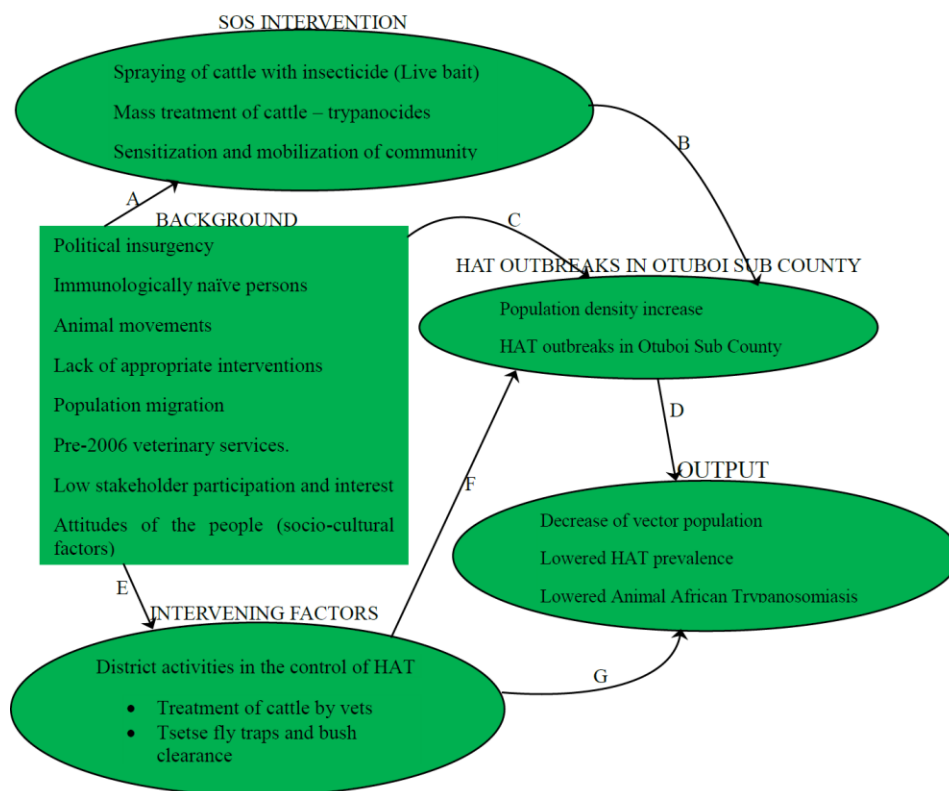 SOS INTERVENTION
Spraying of cattle with insecticide (Live bait)
Mass treatment of cattle – trypanocides
Sensitization and mobilization of community
A
B
BACKGROUND
Political insurgency
Immunologically naïve persons
Animal movements
Lack of appropriate interventions
Population migration
Pre-2006 veterinary services.
Low stakeholder participation and interest
Attitudes of the people (socio-cultural
factors)
C
HAT OUTBREAKS IN OTUBOI SUB COUNTY
Population density increase
HAT outbreaks in Otuboi Sub County
D
F
OUTPUT
Decrease of vector population
Lowered HAT prevalence
Lowered Animal African Trypanosomiasis
E
INTERVENING FACTORS
District activities in the control of HAT
• Treatment of cattle by vets
• Tsetse fly traps and bush
clearance
G